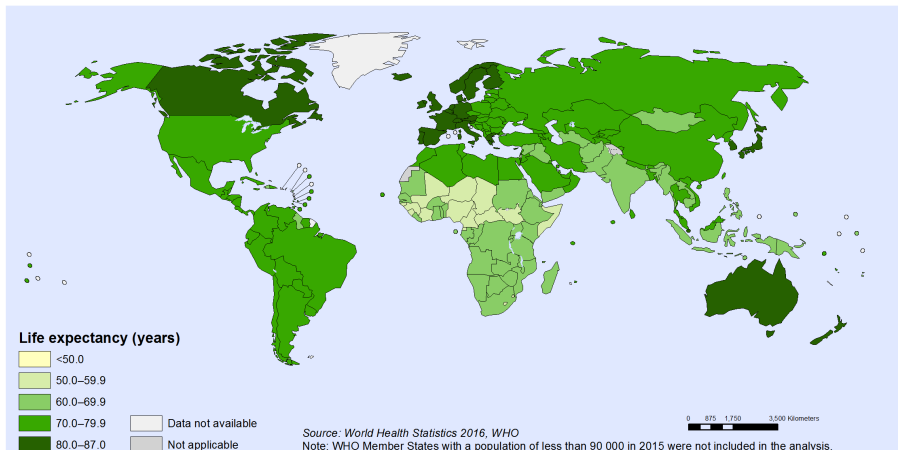 Life expectancy (years)
<50.0
50.0–59.9
60.0–69.9
70.0–79.9
80.0–87.0
Data not available
Not applicable
Source: World Health Statistics 2016, WHO
Note: WHO Member States with a population of less than 90 000 in 2015 were not included in the analysis.
0 875 1,750 3,500 Kilometers